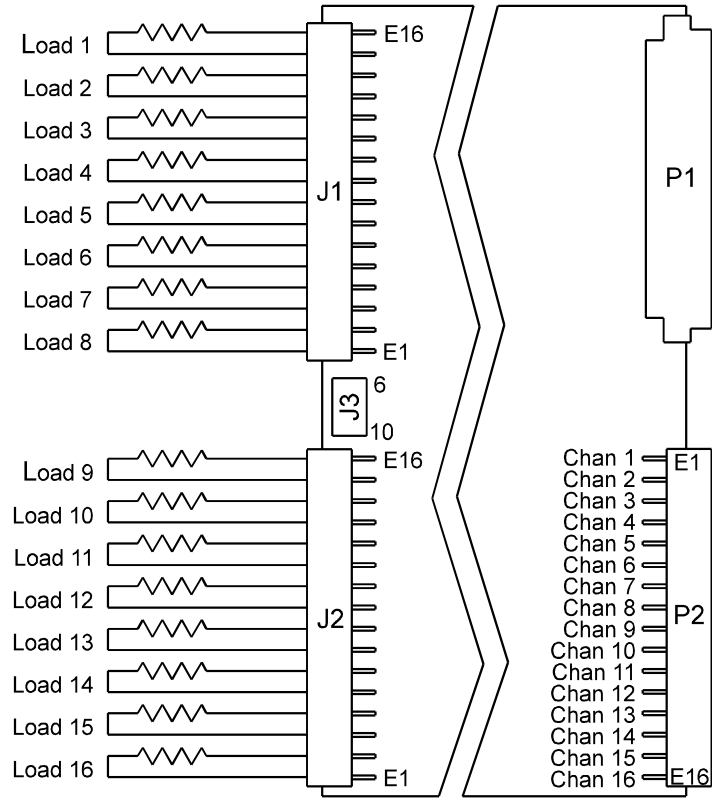 Load 1
E16
Load 2
Load 3
Load 4
J1
P1
Load 5
Load 6
Load 7
Load 8
E1
J3
6
10
Load 9
E16
Load 10
Load 11
Load 12
J2
Load 13
Load 14
Load 15
Load 16
E1
Chan 1
E1
Chan 2
Chan 3
Chan 4
Chan 5
Chan 6
Chan 7
Chan 8
P2
Chan 9
Chan 10
Chan 11
Chan 12
Chan 13
Chan 14
Chan 15
Chan 16
E16